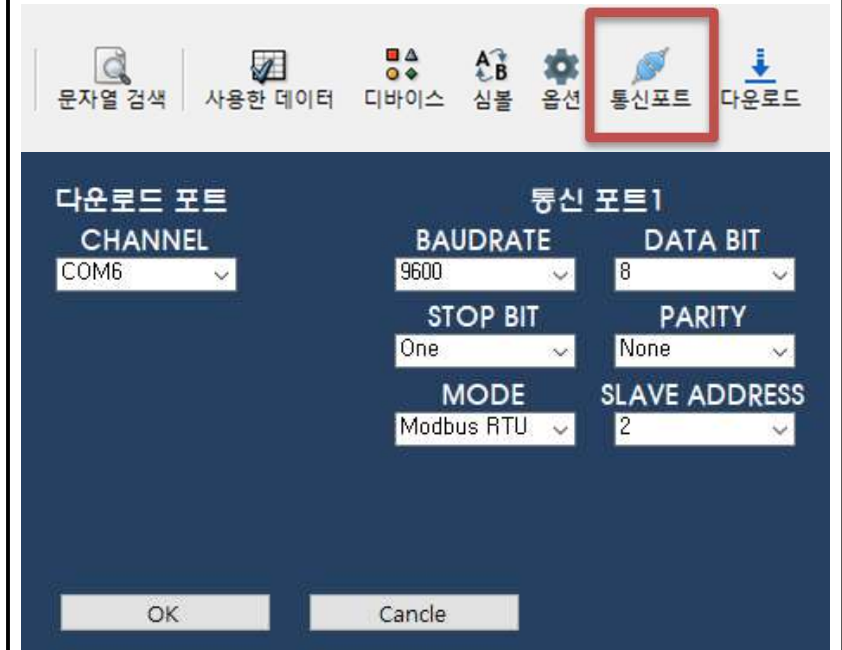 문자열 검색 사용한 데이터 디바이스 심볼 옵션 통신포트 다운로드
다운로드 포트 통신 포트1
CHANNEL BAUDRATE DATA BIT
COM6 9600 8
STOP BIT PARITY
One None
MODE SLAVE ADDRESS
Modbus RTU 2
OK Cancle